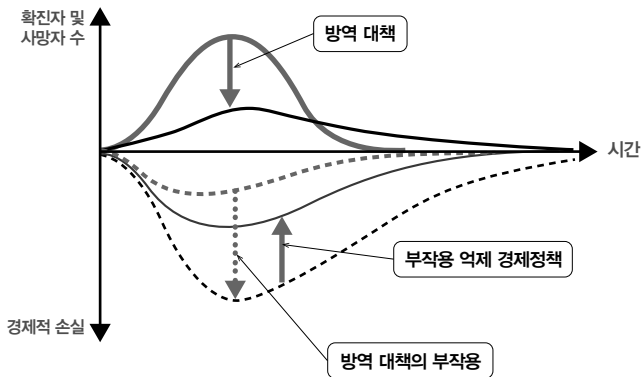 확진자 및
사망자 수
방역 대책
시간
부작용 억제 경제정책
경제적 손실
방역 대책의 부작용